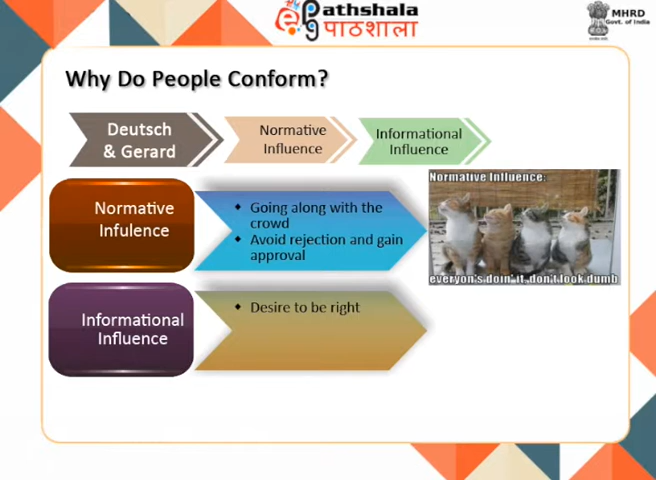 Pathshala
पाठशाला
MHRD
Govt. of India
Why Do People Conform?
Deutsch
& Gerard
Normative
Influence
Informational
Influence
Normative
Infulence
Going along with the
crowd
Avoid rejection and gain
approval
Normative Influence:
everyon's doin' it, don't look dumb.
Informational
Influence
Desire to be right